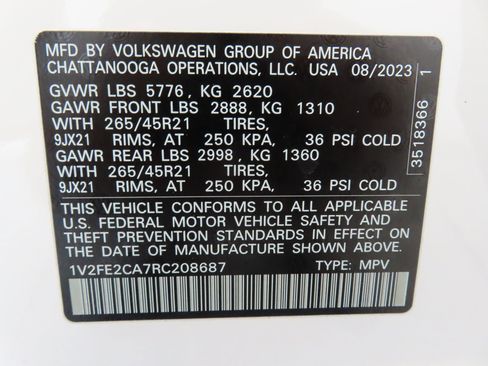 MFD BY VOLKSWAGEN GROUP OF AMERICA
CHATTANOOGA OPERATIONS, LLC. USA 08/2023
GVWR LBS 5776 , KG 2620
GAWR FRONT LBS 2888 , KG 1310
WITH 265/45R21 TIRES,
9JX21 RIMS, AT 250 KPA, 36 PSI COLD
GAWR REAR LBS 2998 , KG 1360
WITH 265/45R21 TIRES,
9JX21 RIMS, AT 250 KPA, 36 PSI COLD
THIS VEHICLE CONFORMS TO ALL APPLICABLE
U.S. FEDERAL MOTOR VEHICLE SAFETY AND
THEFT PREVENTION STANDARDS IN EFFECT ON
THE DATE OF MANUFACTURE SHOWN ABOVE.
1V2FE2CA7RC208687 TYPE: MPV
3518366 1